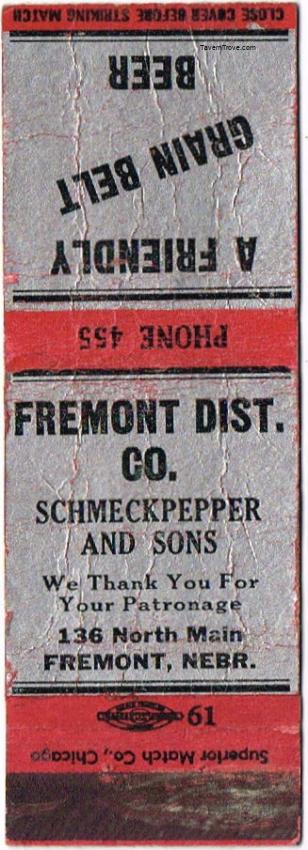 CLOSE COVER BEFORE STRIKING MATCH
TavernTrove.com
A FRIENDLY
GRAIN BELT
BEER
PHONE 455
FREMONT DIST.
CO.
SCHMECKPEPPER
AND SONS
We Thank You For
Your Patronage
136 North Main
FREMONT, NEBR.
61
Superior Match Co., Chicago